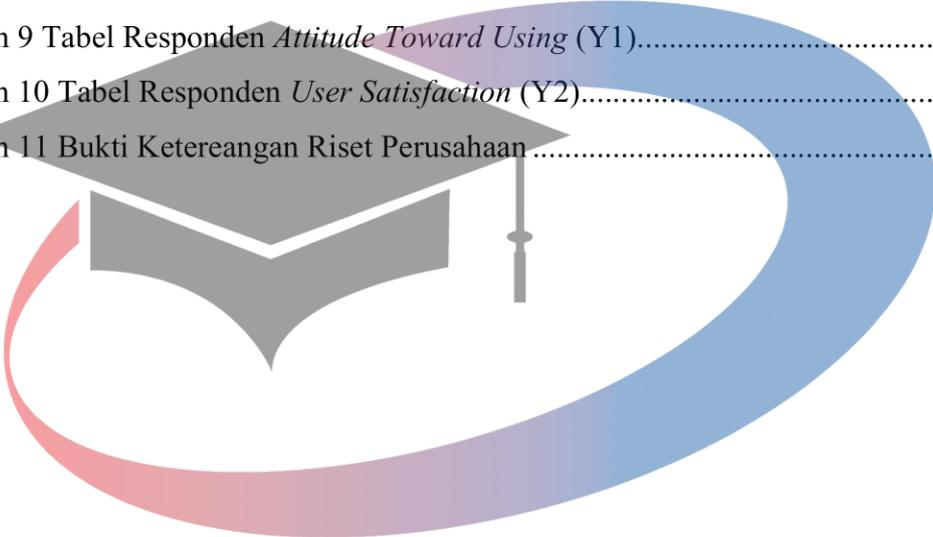 n 9 Tabel Responden Attitude Toward Using (Y1)..........................................
n 10 Tabel Responden User Satisfaction (Y2)..................................................
n 11 Bukti Ketereangan Riset Perusahaan ........................................................